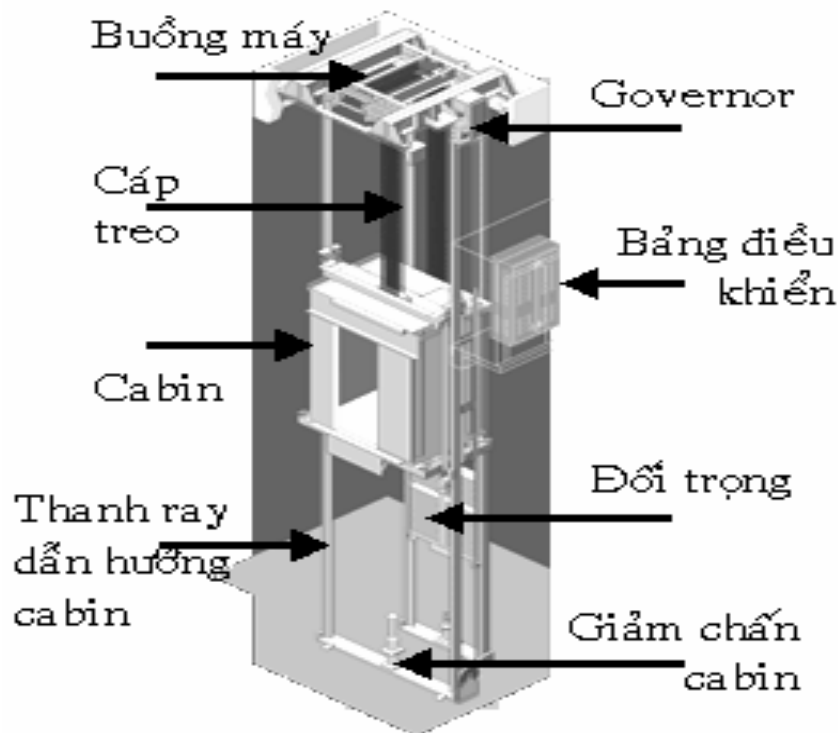 Buồng máy
Governor
Cáp
treo
Bảng điều
khiển
Cabin
Đối trọng
Thanh ray
dẫn hướng
cabin
Giảm chấn
cabin